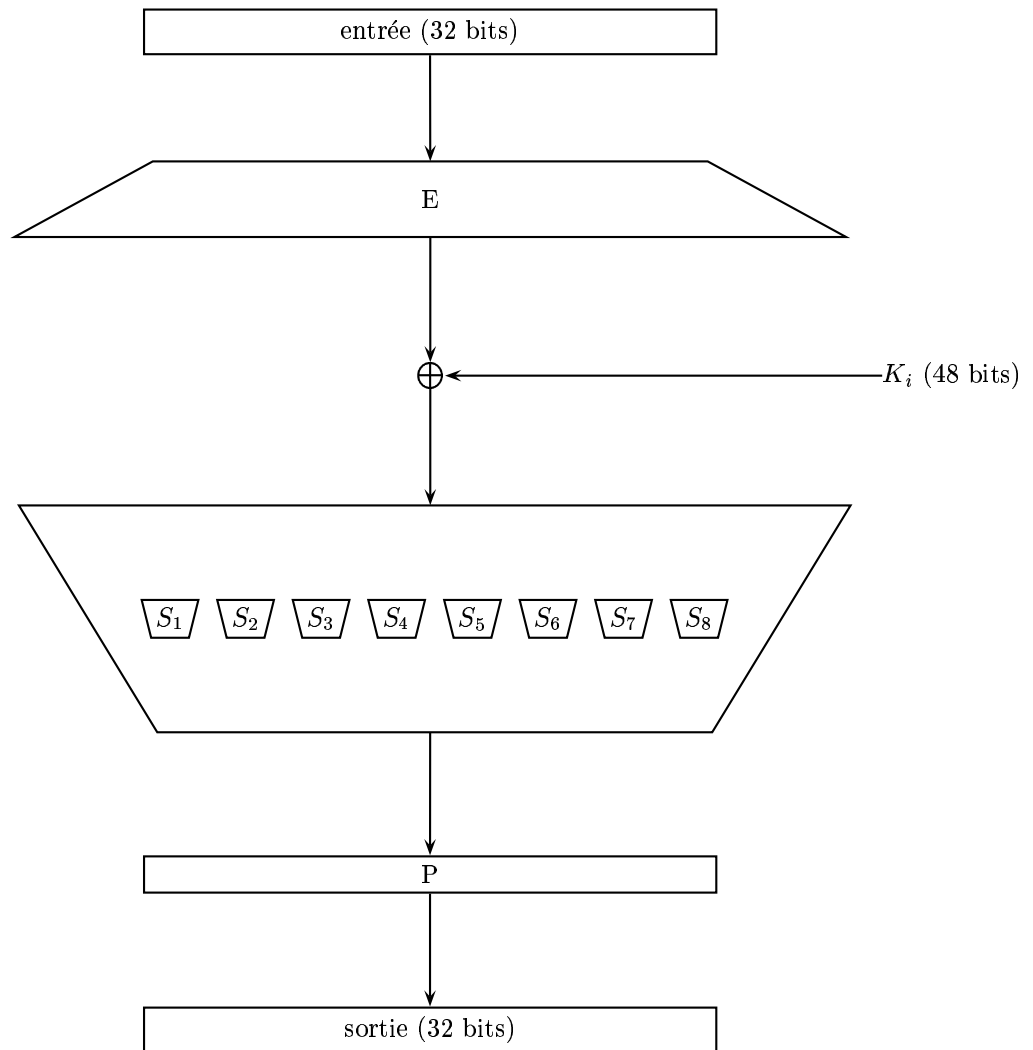 entrée (32 bits)
E
K_i (48 bits)
S_1 S_2 S_3 S_4 S_5 S_6 S_7 S_8
P
sortie (32 bits)